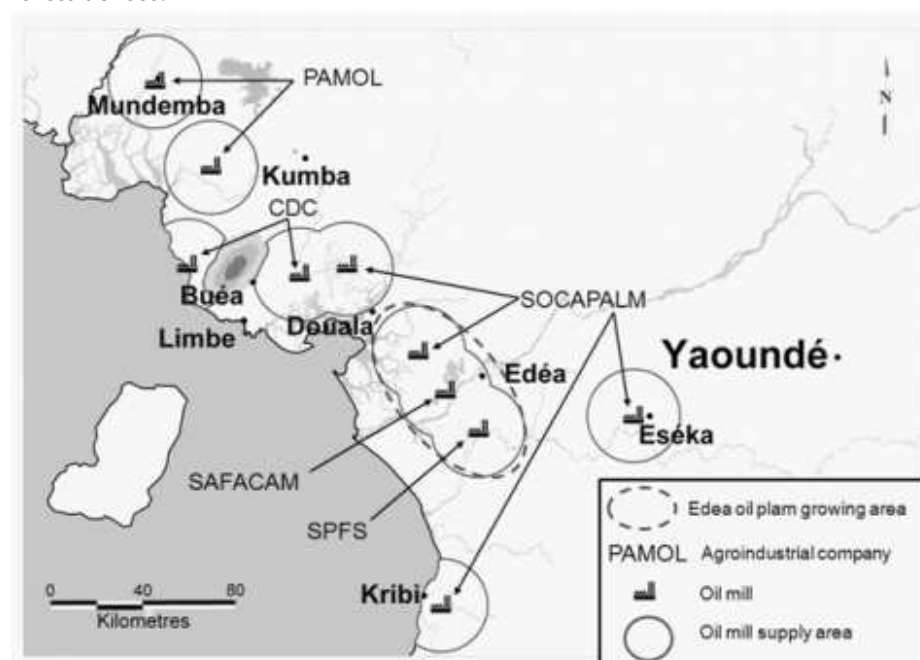 PAMOL
Mundemba
Kumba
CDC
Buéa
Limbe
Douala
SOCAPALM
Edéa
Yaoundé
Eséka
SAFACAM
SPFS
Kribi
N
0 40 80
Kilometres
Edea oil plam growing area
PAMOL Agroindustrial company
Oil mill
Oil mill supply area